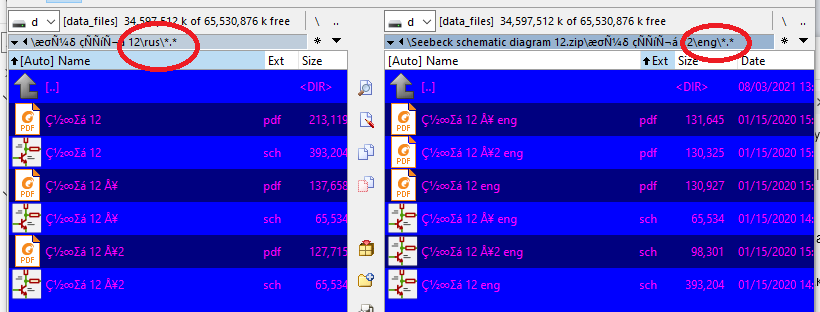 d [data_files] 34,597,512 k of 65,530,876 k free \ ..
\æσÑ¼δ çÑÑíÑ¬á 12\rus\*.* * ▼
[Auto] Name Ext Size
[..] <DIR>
Ç½∞Σá 12 pdf 213,119
Ç½∞Σá 12 sch 393,204
Ç½∞Σá 12 Å¥ pdf 137,658
Ç½∞Σá 12 Å¥ sch 65,534
Ç½∞Σá 12 Å¥2 pdf 127,715
Ç½∞Σá 12 Å¥2 sch 65,534
d [data_files] 34,597,512 k of 65,530,876 k free \ ..
\Seebeck schematic diagram 12.zip\æσÑ¼δ çÑÑíÑ¬á 12\eng\*.* * ▼
[Auto] Name Ext Size Date
[..] <DIR> 08/03/2021 13:
Ç½∞Σá 12 Å¥ eng pdf 131,645 01/15/2020 15:
Ç½∞Σá 12 Å¥2 eng pdf 130,325 01/15/2020 15:
Ç½∞Σá 12 eng pdf 130,927 01/15/2020 15:
Ç½∞Σá 12 Å¥ eng sch 65,534 01/15/2020 14:
Ç½∞Σá 12 Å¥2 eng sch 98,301 01/15/2020 15:
Ç½∞Σá 12 eng sch 393,204 01/15/2020 14: